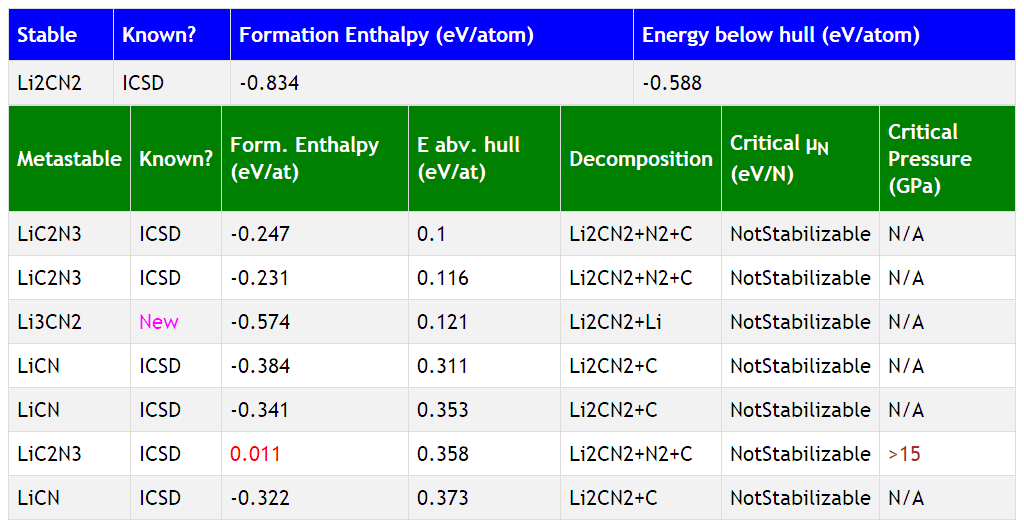 Stable Known? Formation Enthalpy (eV/atom) Energy below hull (eV/atom)
Li2CN2 ICSD -0.834 -0.588
Metastable Known? Form. Enthalpy (eV/at) E abv. hull (eV/at) Decomposition Critical μN (eV/N) Critical Pressure (GPa)
LiC2N3 ICSD -0.247 0.1 Li2CN2+N2+C NotStabilizable N/A
LiC2N3 ICSD -0.231 0.116 Li2CN2+N2+C NotStabilizable N/A
Li3CN2 New -0.574 0.121 Li2CN2+Li NotStabilizable N/A
LiCN ICSD -0.384 0.311 Li2CN2+C NotStabilizable N/A
LiCN ICSD -0.341 0.353 Li2CN2+C NotStabilizable N/A
LiC2N3 ICSD 0.011 0.358 Li2CN2+N2+C NotStabilizable >15
LiCN ICSD -0.322 0.373 Li2CN2+C NotStabilizable N/A